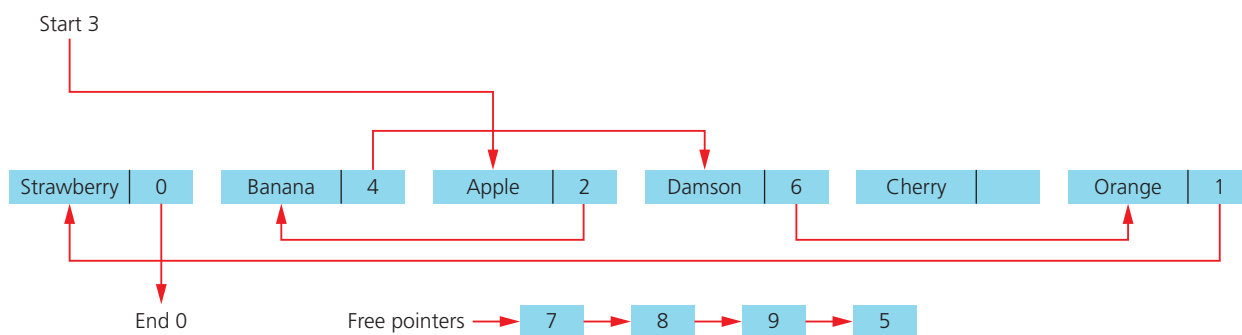 Start 3
Strawberry 0 Banana 4 Apple 2 Damson 6 Cherry Orange 1
End 0 Free pointers 7 8 9 5